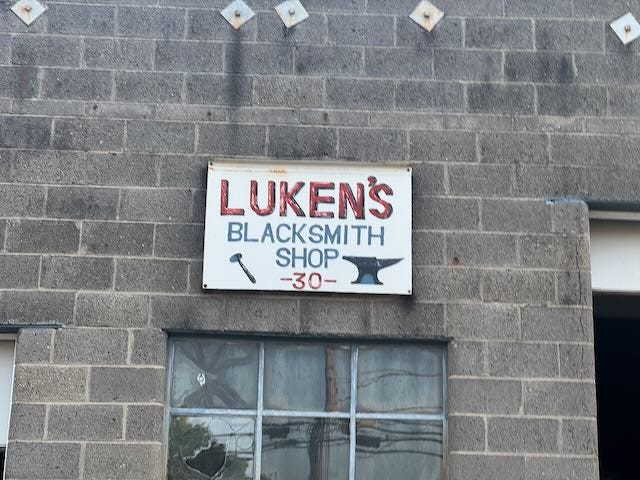 LUKEN'S
BLACKSMITH
SHOP
-30-